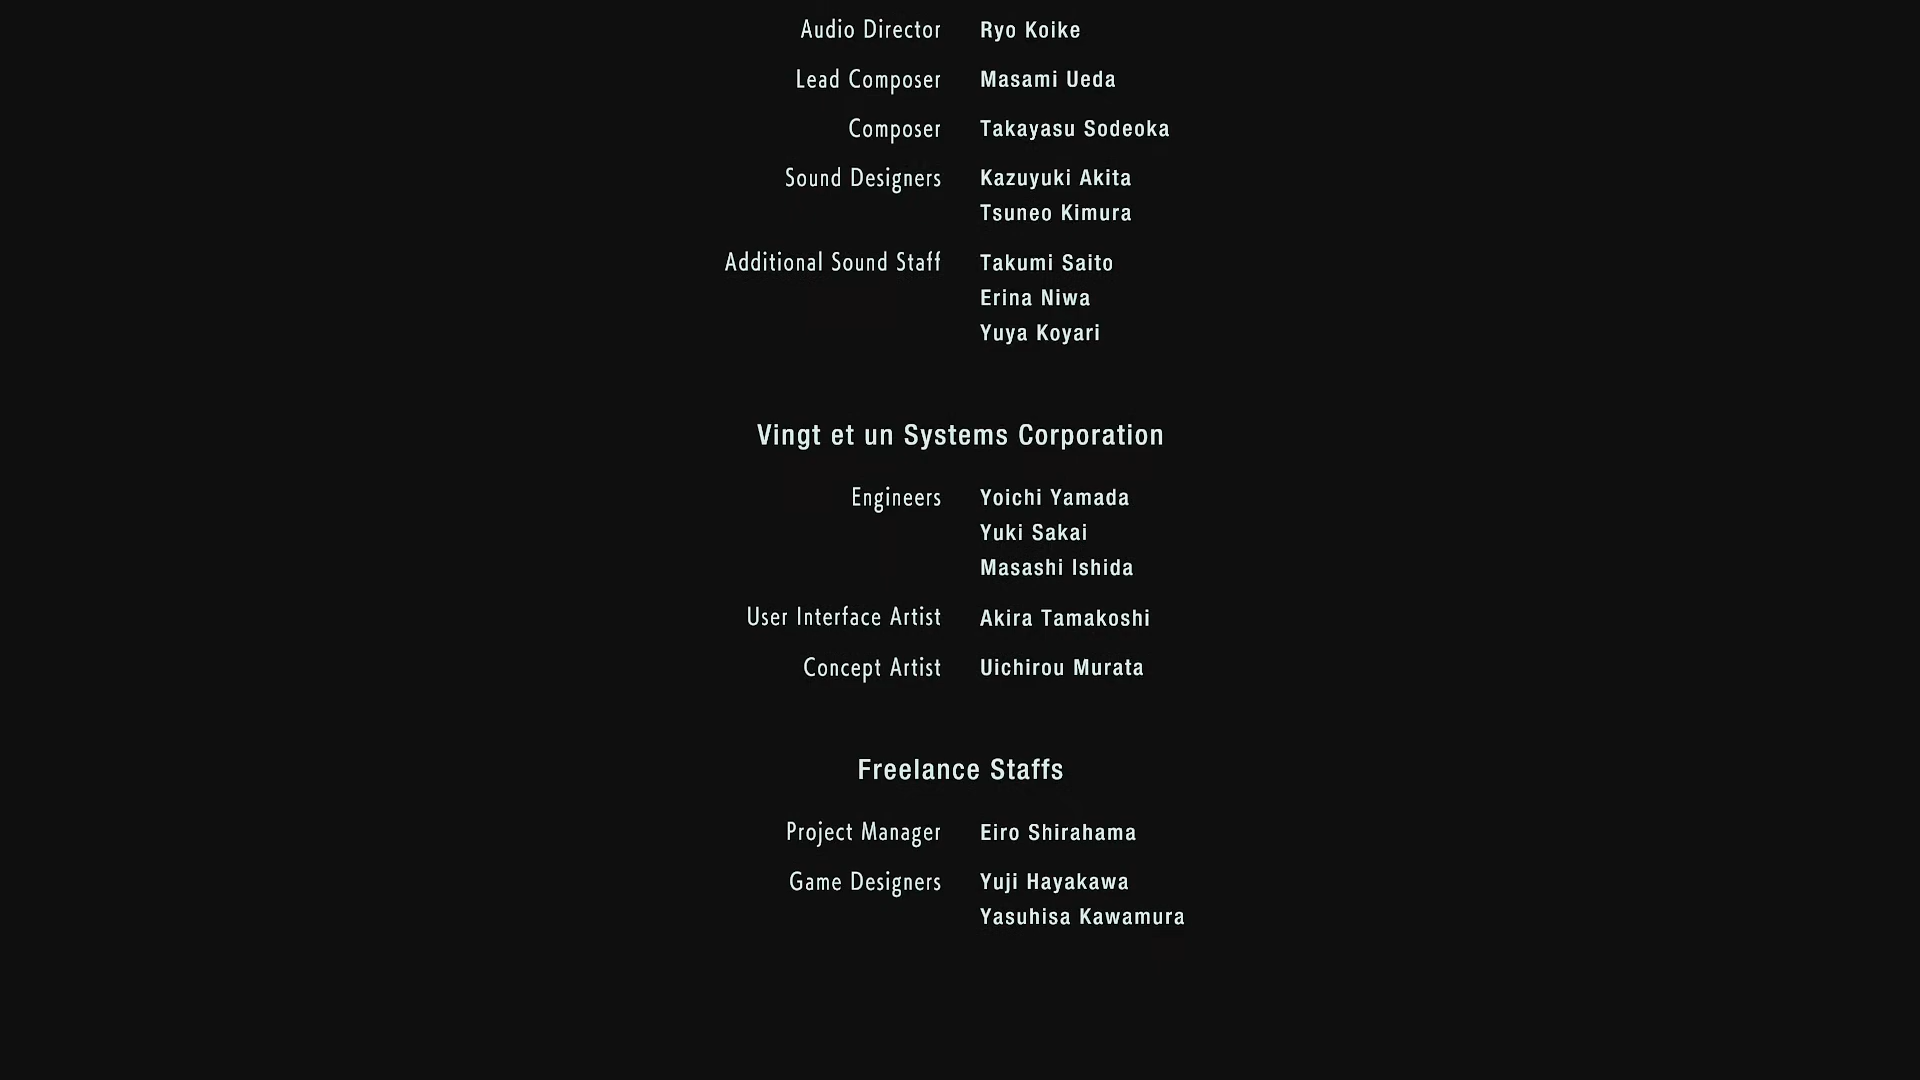 Audio Director Ryo Koike
Lead Composer Masami Ueda
Composer Takayasu Sodeoka
Sound Designers Kazuyuki Akita
Tsuneo Kimura
Additional Sound Staff Takumi Saito
Erina Niwa
Yuya Koyari
Vingt et un Systems Corporation
Engineers Yoichi Yamada
Yuki Sakai
Masashi Ishida
User Interface Artist Akira Tamakoshi
Concept Artist Uichirou Murata
Freelance Staffs
Project Manager Eiro Shirahama
Game Designers Yuji Hayakawa
Yasuhisa Kawamura